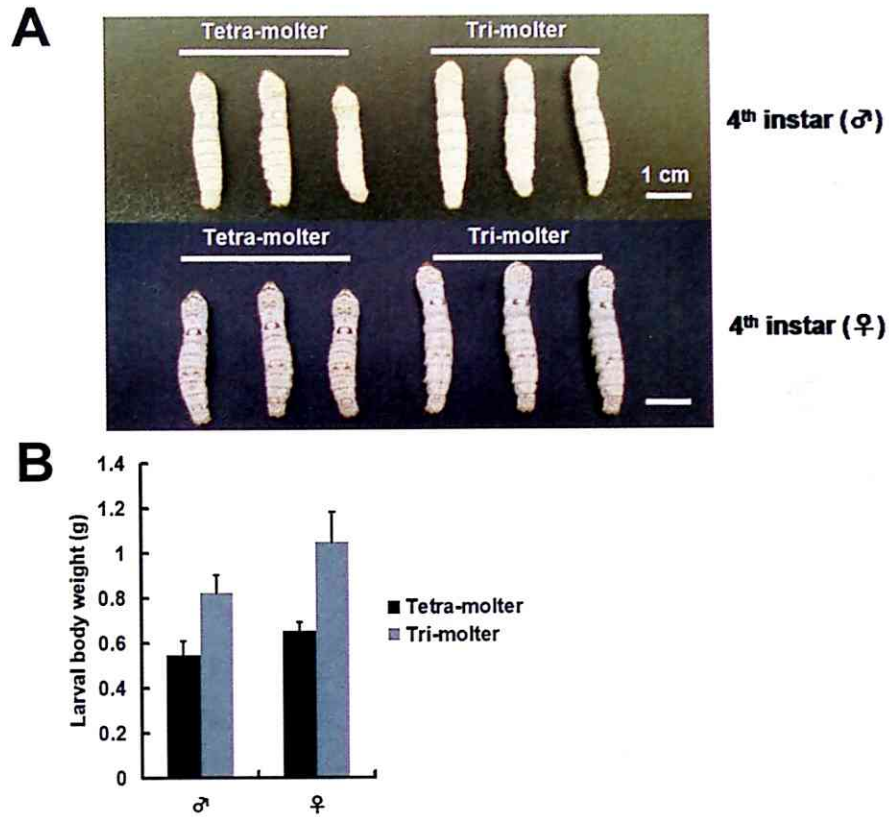 A
Tetra-molter Tri-molter
4th instar (♂)
1 cm
Tetra-molter Tri-molter
4th instar (♀)
B
Larval body weight (g)
1.4
1.2
1
0.8
0.6
0.4
0.2
0
♂ ♀
Tetra-molter
Tri-molter